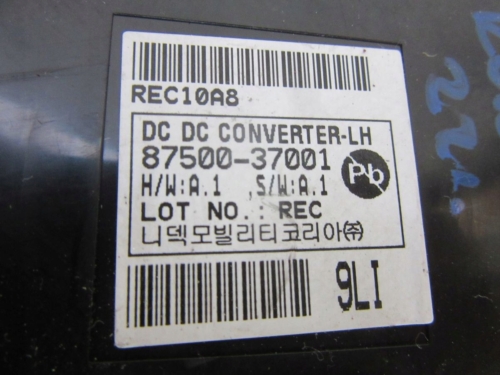 REC10A8
DC DC CONVERTER-LH
87500-37001
Pb
H/W:A.1 ,S/W:A.1
LOT NO.: REC
니덱모빌리티코리아㈜
9LI